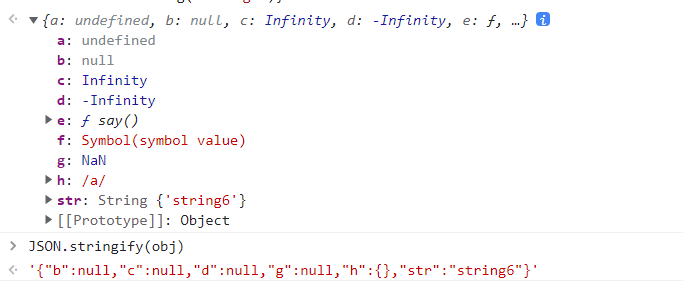 {a: undefined, b: null, c: Infinity, d: -Infinity, e: ƒ, …}
a: undefined
b: null
c: Infinity
d: -Infinity
e: ƒ say()
f: Symbol(symbol value)
g: NaN
h: /a/
str: String {'string6'}
[[Prototype]]: Object
JSON.stringify(obj)
'{"b":null,"c":null,"d":null,"g":null,"h":{},"str":"string6"}'